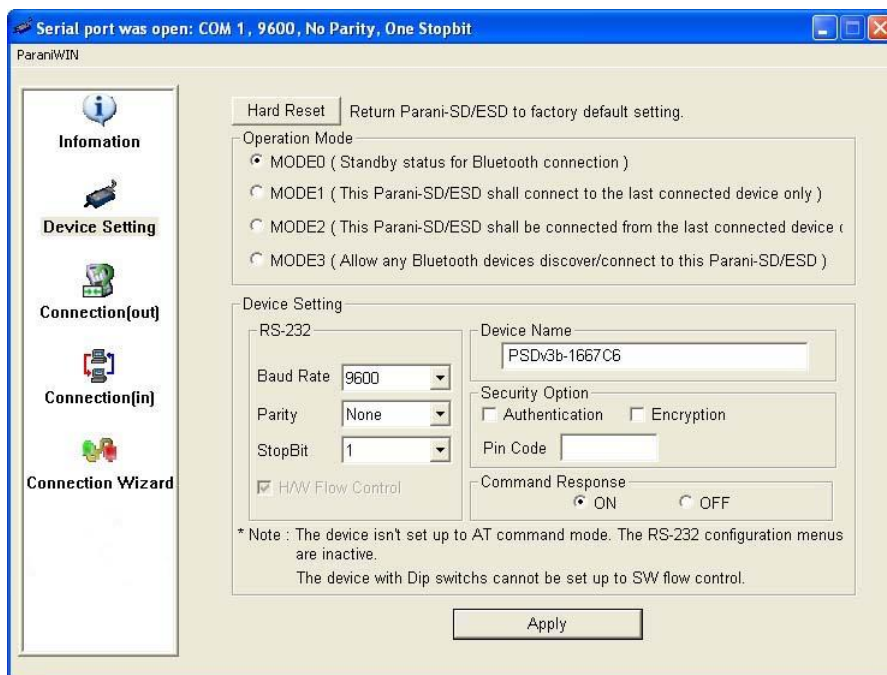 Serial port was open: COM 1, 9600, No Parity, One Stopbit
ParaniWIN
Infomation
Device Setting
Connection(out)
Connection(in)
Connection Wizard
Hard Reset Return Parani-SD/ESD to factory default setting.
Operation Mode
MODE0 ( Standby status for Bluetooth connection )
MODE1 ( This Parani-SD/ESD shall connect to the last connected device only )
MODE2 ( This Parani-SD/ESD shall be connected from the last connected device
MODE3 ( Allow any Bluetooth devices discover/connect to this Parani-SD/ESD )
Device Setting
RS-232
Baud Rate 9600
Parity None
StopBit 1
H/W Flow Control
Device Name
PSDv3b-1667C6
Security Option
Authentication Encryption
Pin Code
Command Response
ON OFF
* Note : The device isn't set up to AT command mode. The RS-232 configuration menus
are inactive.
The device with Dip switchs cannot be set up to SW flow control.
Apply